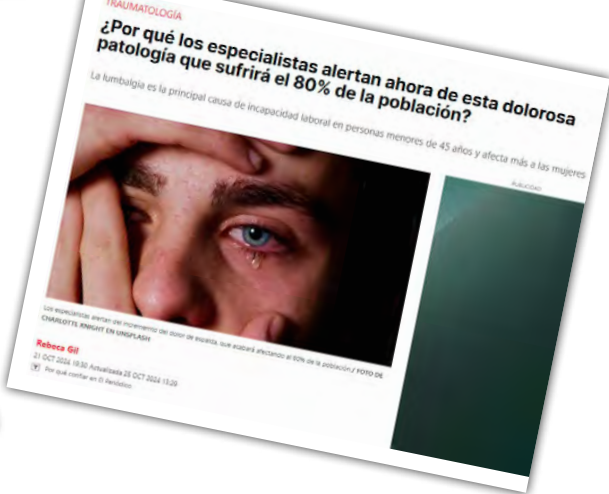 TRAUMATOLOGÍA
¿Por qué los especialistas alertan ahora de esta dolorosa
patología que sufrirá el 80% de la población?
La lumbalgia es la principal causa de incapacidad laboral en personas menores de 45 años y afecta más a las mujeres
PUBLICIDAD
Los especialistas alertan del incremento del dolor de espalda, que acabará afectando al 80% de la población / FOTO DE
CHARLOTTE KNIGHT EN UNSPLASH
Rebeca Gil
21 OCT 2024 19:30 Actualizada 25 OCT 2024 13:29
Por qué confiar en El Periódico